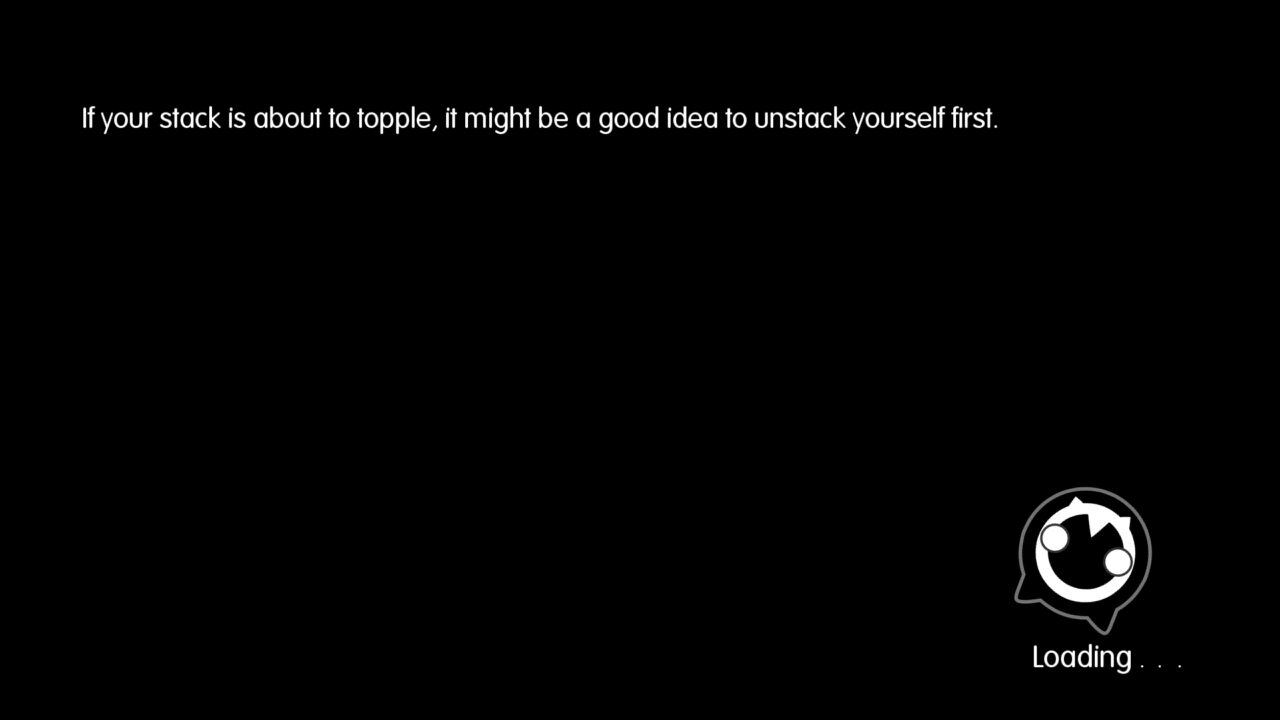 If your stack is about to topple, it might be a good idea to unstack yourself first.
Loading . . .